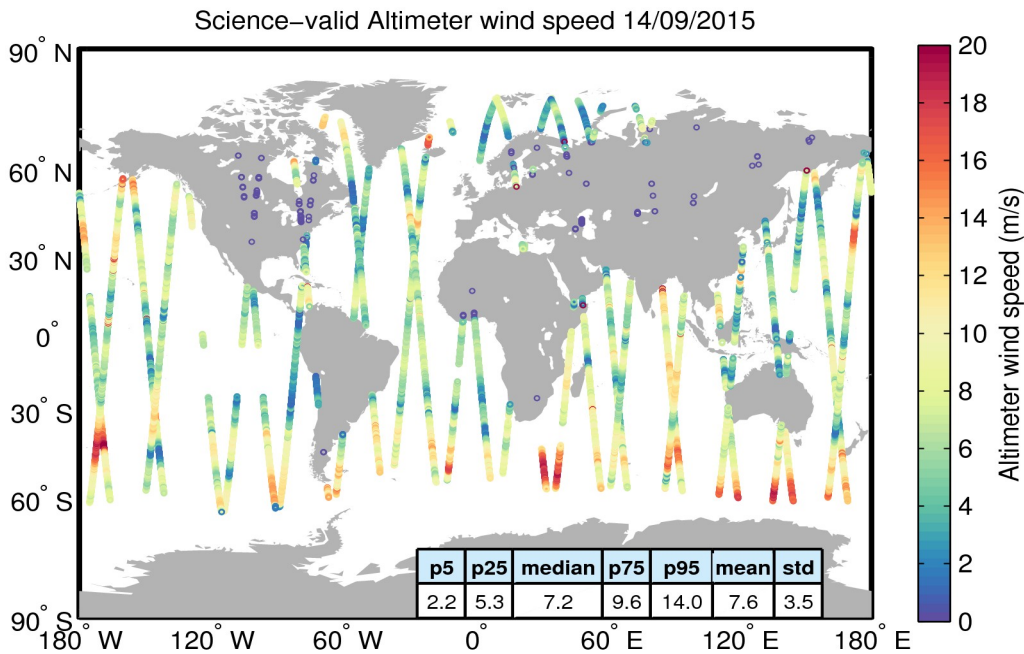 Science−valid Altimeter wind speed 14/09/2015
90° N
60° N
30° N
0°
30° S
60° S
90° S
180° W
120° W
60° W
0°
60° E
120° E
180° E
p5 p25 median p75 p95 mean std
2.2 5.3 7.2 9.6 14.0 7.6 3.5
20
18
16
14
12
10
8
6
4
2
0
Altimeter wind speed (m/s)